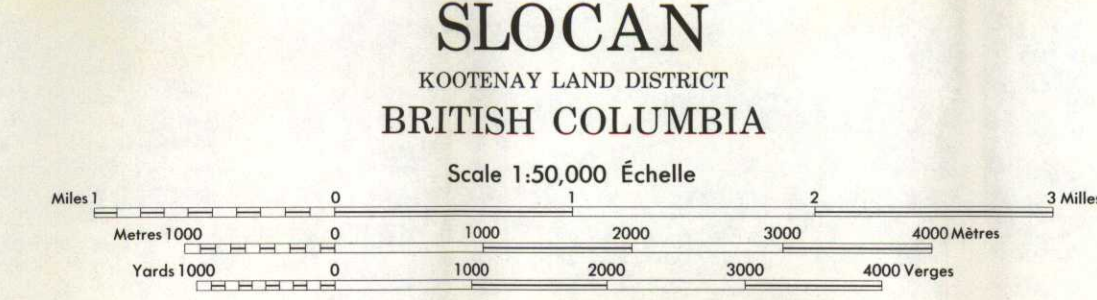 SLOCAN
KOOTENAY LAND DISTRICT
BRITISH COLUMBIA
Scale 1:50,000 Échelle
Miles 1 0 1 2 3 Milles
Metres 1000 0 1000 2000 3000 4000 Mètres
Yards 1000 0 1000 2000 3000 4000 Verges